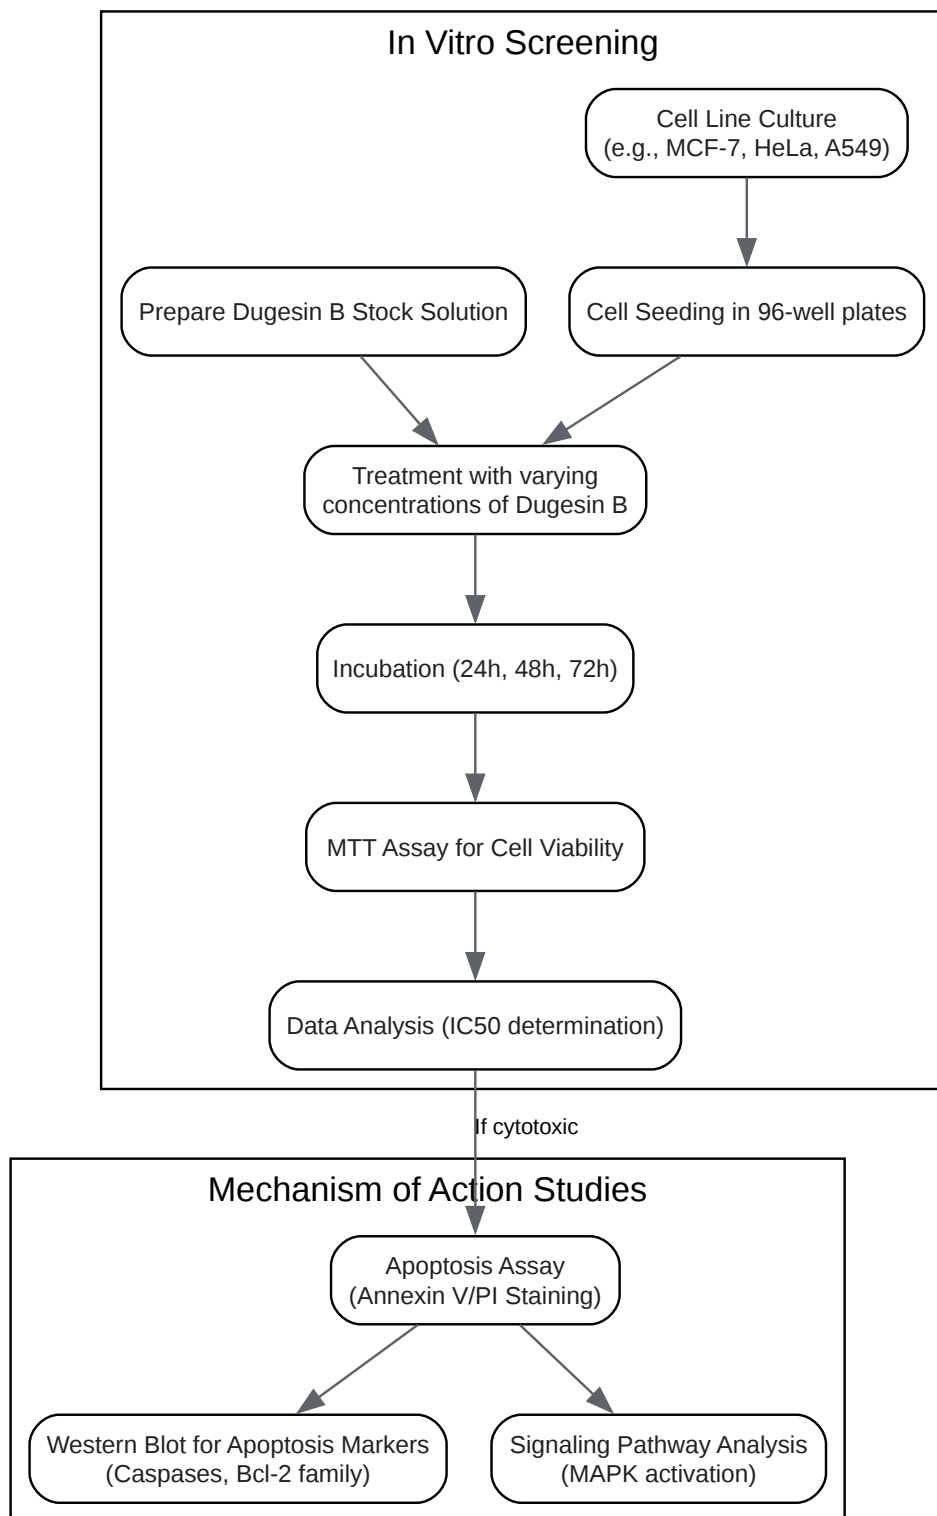 In Vitro Screening
Cell Line Culture
(e.g., MCF-7, HeLa, A549)
Prepare Dugesin B Stock Solution
Cell Seeding in 96-well plates
Treatment with varying
concentrations of Dugesin B
Incubation (24h, 48h, 72h)
MTT Assay for Cell Viability
Data Analysis (IC50 determination)
If cytotoxic
Mechanism of Action Studies
Apoptosis Assay
(Annexin V/PI Staining)
Western Blot for Apoptosis Markers
(Caspases, Bcl-2 family)
Signaling Pathway Analysis
(MAPK activation)